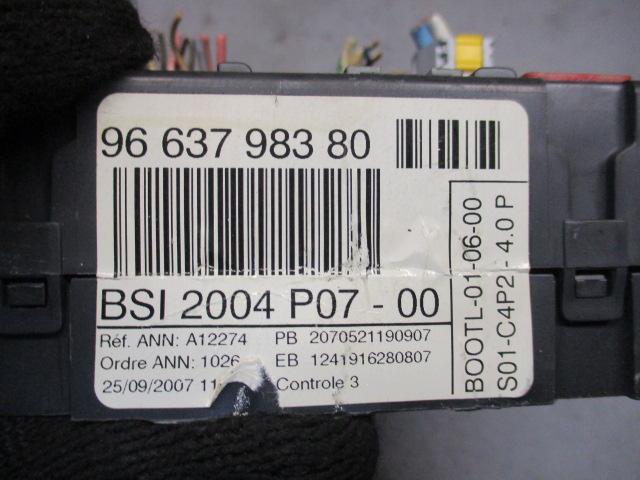 96 637 983 80
BSI 2004 P07 - 00
Réf. ANN: A12274 PB 2070521190907
Ordre ANN: 1026 EB 1241916280807
25/09/2007 11 Controle 3
BOOTL-01-06-00
S01-C4P2 -4.0 P